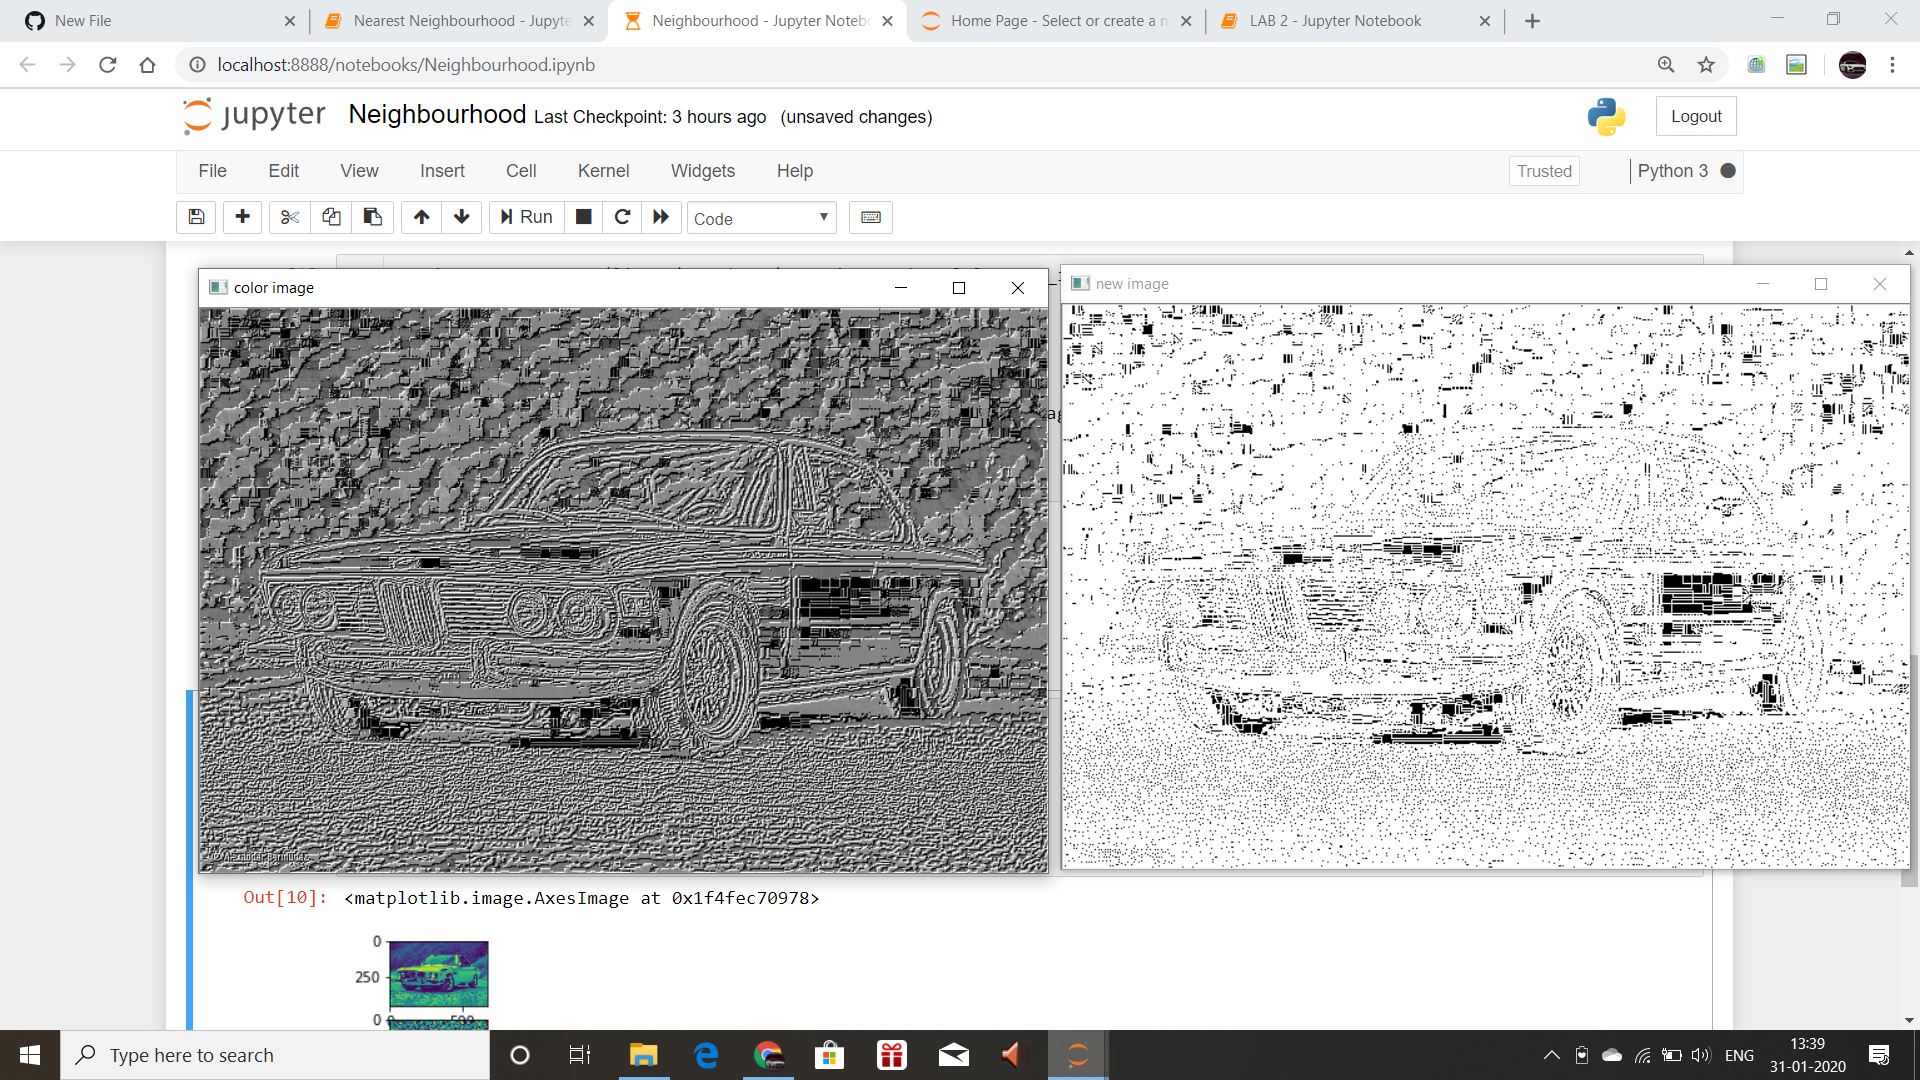 New File
Nearest Neighbourhood - Jupyte
Neighbourhood - Jupyter Notebo
Home Page - Select or create a n
LAB 2 - Jupyter Notebook
localhost:8888/notebooks/Neighbourhood.ipynb
jupyter Neighbourhood Last Checkpoint: 3 hours ago (unsaved changes)
Logout
File Edit View Insert Cell Kernel Widgets Help
Trusted
Python 3
Run
Code
color image
new image
Out[10]: <matplotlib.image.AxesImage at 0x1f4fec70978>
0
250
0
Type here to search
ENG
13:39
31-01-2020